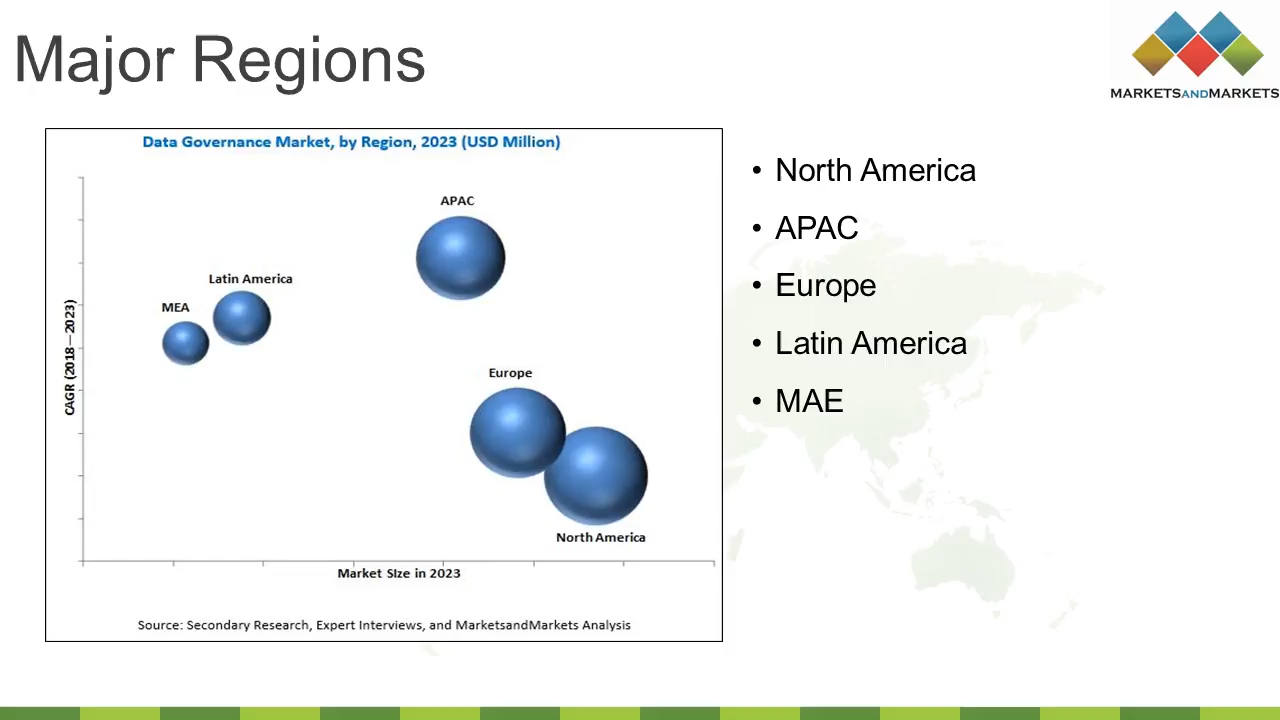 Major Regions
MARKETSANDMARKETS
Data Governance Market, by Region, 2023 (USD Million)
APAC
Latin America
MEA
Europe
North America
CAGR (2018—2023)
Market SIze in 2023
Source: Secondary Research, Expert Interviews, and MarketsandMarkets Analysis
• North America
• APAC
• Europe
• Latin America
• MAE